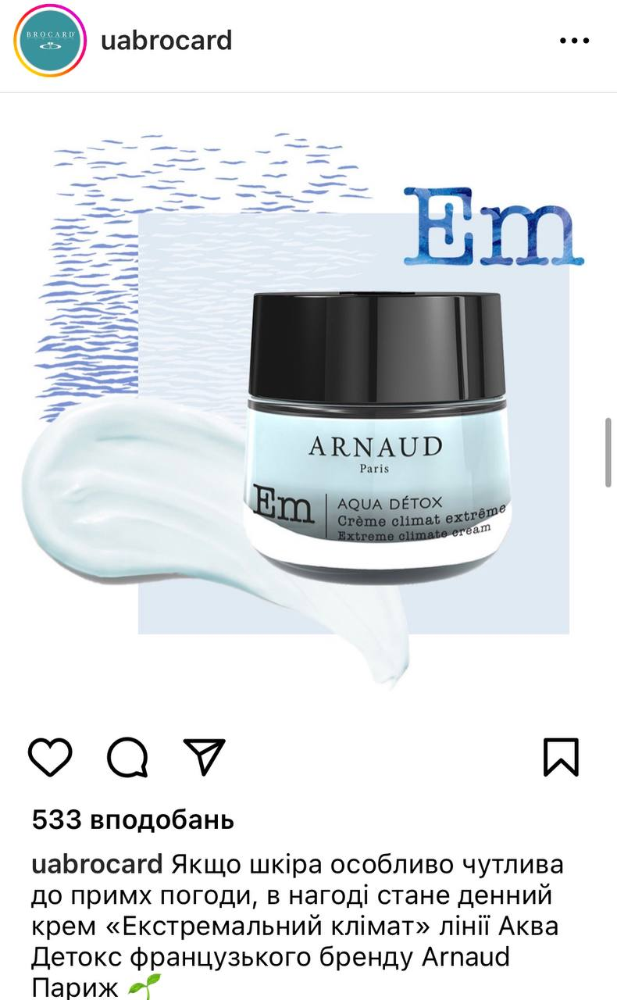 BROCARD
uabrocard
Em
ARNAUD
Paris
Em
AQUA DÉTOX
Crème climat extrême
Extreme climate cream
533 вподобань
uabrocard Якщо шкіра особливо чутлива
до примх погоди, в нагоді стане денний
крем «Екстремальний клімат» лінії Аква
Детокс французького бренду Arnaud
Париж 🌱